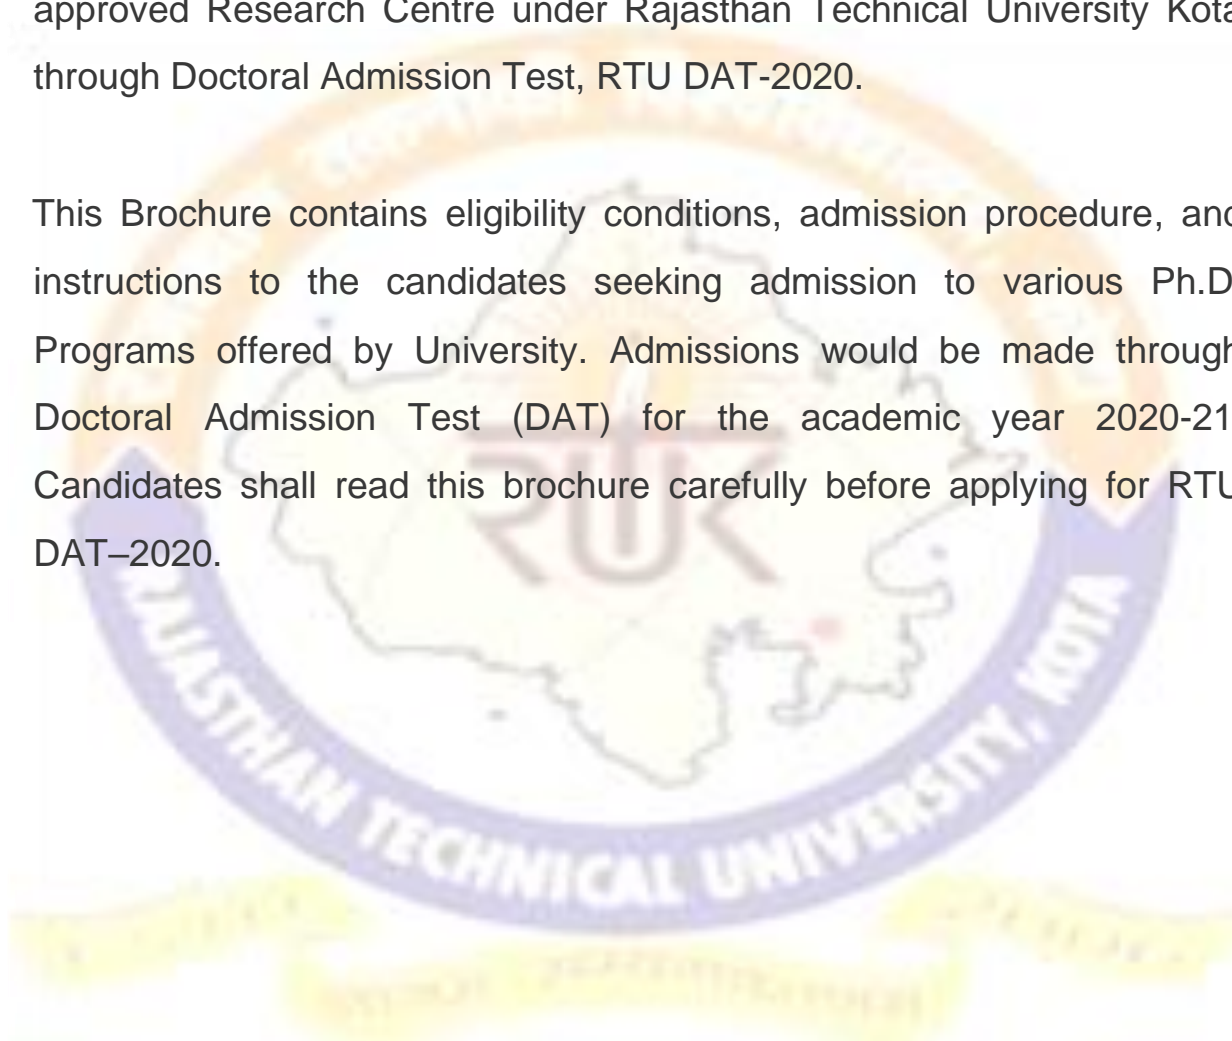 approved Research Centre under Rajasthan Technical University Kota
through Doctoral Admission Test, RTU DAT-2020.
This Brochure contains eligibility conditions, admission procedure, and
instructions to the candidates seeking admission to various Ph.D
Programs offered by University. Admissions would be made through
Doctoral Admission Test (DAT) for the academic year 2020-21
Candidates shall read this brochure carefully before applying for RTU
DAT–2020.
RAJASTHAN TECHNICAL UNIVERSITY, KOTA